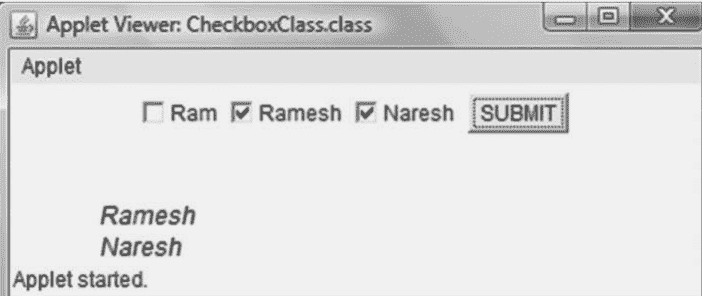 Applet Viewer: CheckboxClass.class
Applet
Ram Ramesh Naresh SUBMIT
Ramesh
Naresh
Applet started.